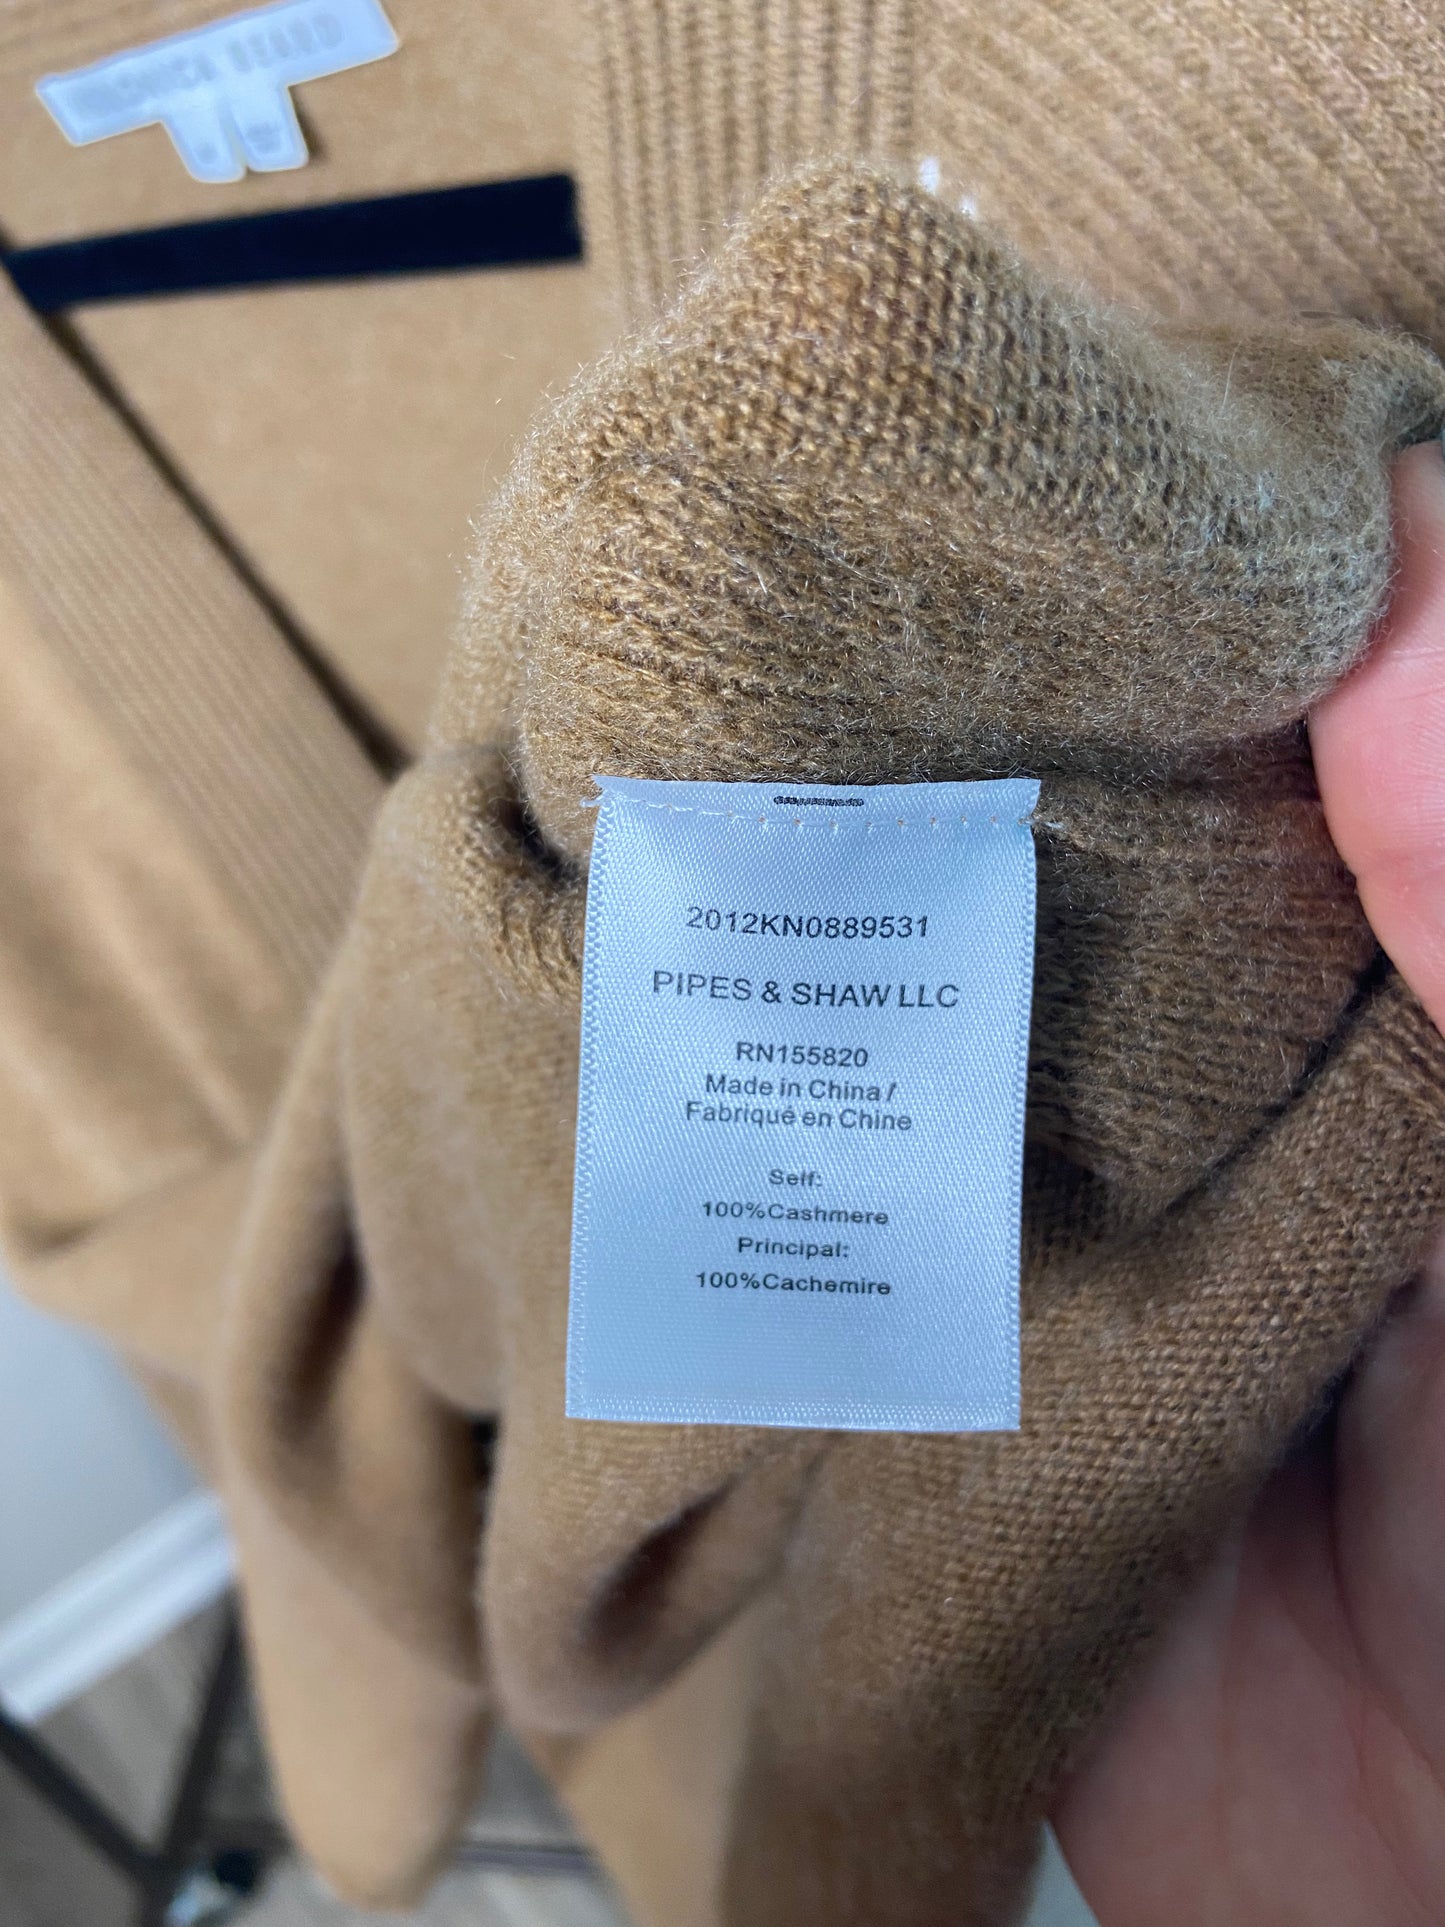 2012KN0889531
PIPES & SHAW LLC
RN155820
Made in China /
Fabriqué en Chine
Self:
100%Cashmere
Principal:
100%Cachemire